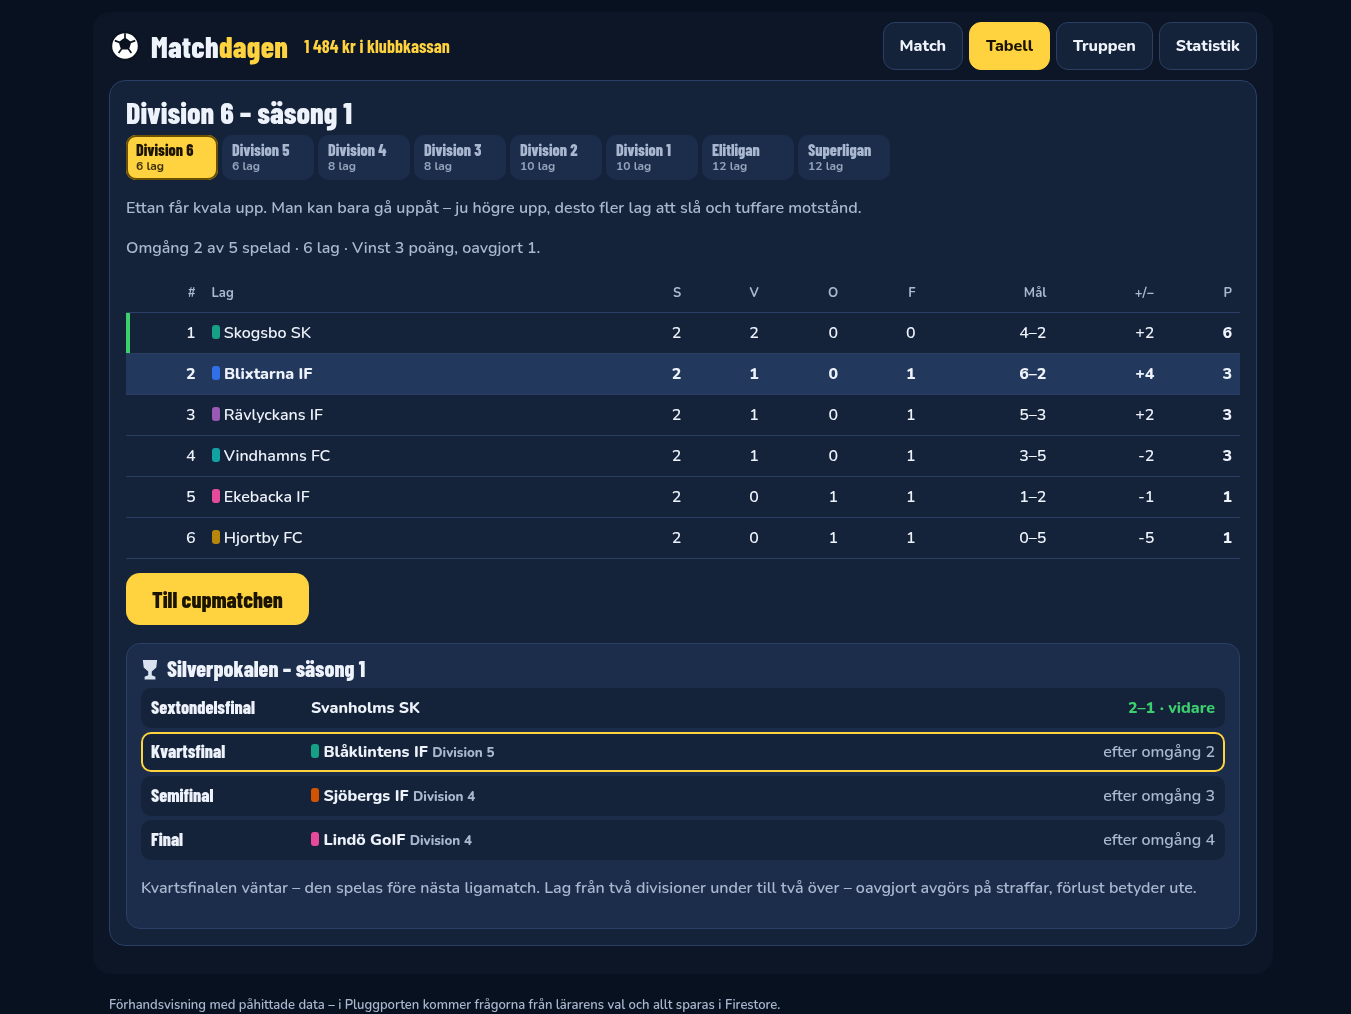 Matchdagen 1 484 kr i klubbkassan Match Tabell Truppen Statistik
Division 6 – säsong 1
Division 6 Division 5 Division 4 Division 3 Division 2 Division 1 Elitligan Superligan
6 lag 6 lag 8 lag 8 lag 10 lag 10 lag 12 lag 12 lag
Ettan får kvala upp. Man kan bara gå uppåt – ju högre upp, desto fler lag att slå och tuffare motstånd.
Omgång 2 av 5 spelad · 6 lag · Vinst 3 poäng, oavgjort 1.
# Lag S V O F Mål +/− P
1 Skogsbo SK 2 2 0 0 4–2 +2 6
2 Blixtarna IF 2 1 0 1 6–2 +4 3
3 Rävlyckans IF 2 1 0 1 5–3 +2 3
4 Vindhamns FC 2 1 0 1 3–5 -2 3
5 Ekebacka IF 2 0 1 1 1–2 -1 1
6 Hjortby FC 2 0 1 1 0–5 -5 1
Till cupmatchen
Silverpokalen – säsong 1
Sextondelsfinal Svanholms SK 2–1 · vidare
Kvartsfinal Blåklintens IF Division 5 efter omgång 2
Semifinal Sjöbergs IF Division 4 efter omgång 3
Final Lindö GoIF Division 4 efter omgång 4
Kvartsfinalen väntar – den spelas före nästa ligamatch. Lag från två divisioner under till två över – oavgjort avgörs på straffar, förlust betyder ute.
Förhandsvisning med påhittade data – i Pluggporten kommer frågorna från lärarens val och allt sparas i Firestore.